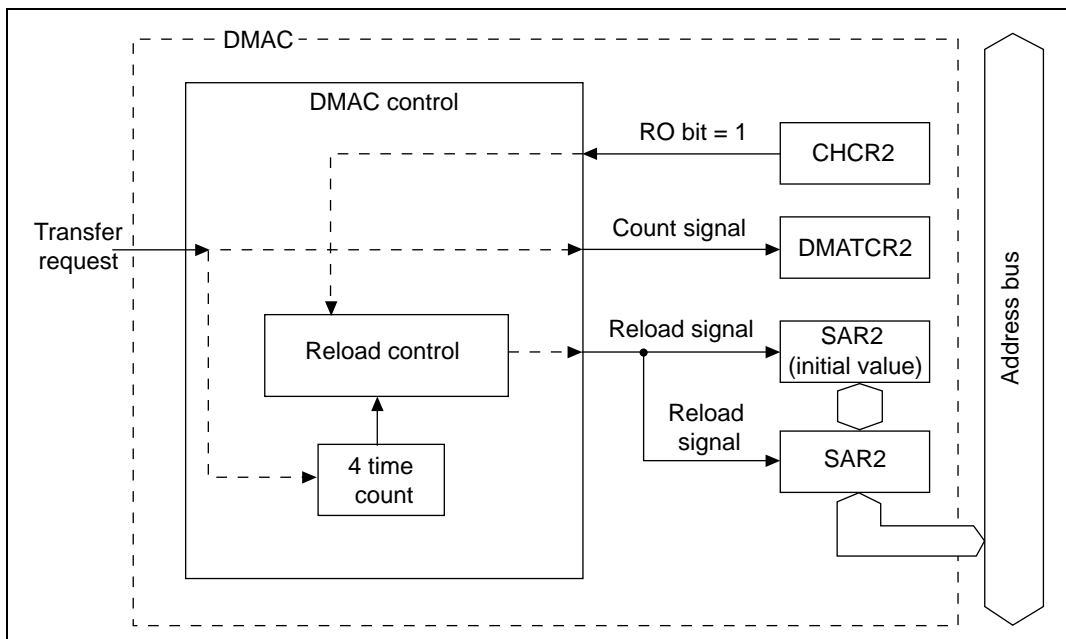 DMAC
DMAC control
RO bit = 1
CHCR2
Transfer
request
Count signal
DMATCR2
Reload control
Reload signal
SAR2
(initial value)
Reload
signal
SAR2
4 time
count
Address bus